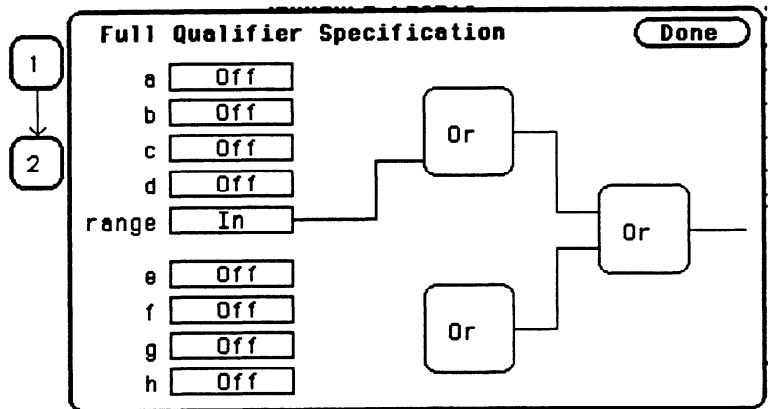 Full Qualifier Specification
Done
1
2
a Off
b Off
c Off
d Off
range In
e Off
f Off
g Off
h Off
Or
Or
Or